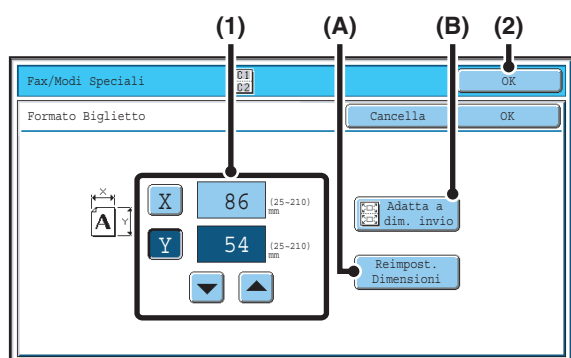 (1) (A) (B) (2)
Fax/Modi Speciali C1 C2 OK
Formato Biglietto Cancella OK
X
X 86 (25~210) mm
A Y
Y 54 (25~210) mm
Adatta a
dim. invio
Reimpost.
Dimensioni